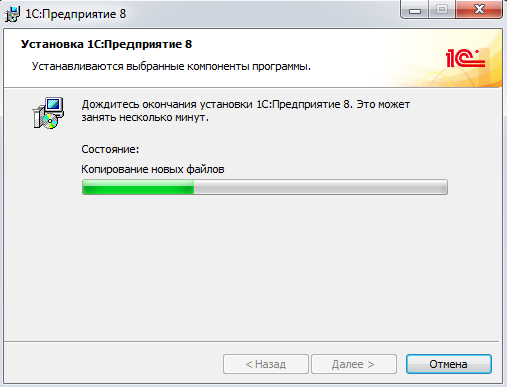 1С:Предприятие 8
Установка 1С:Предприятие 8
Устанавливаются выбранные компоненты программы.
1С
Дождитесь окончания установки 1С:Предприятие 8. Это может
занять несколько минут.
Состояние:
Копирование новых файлов
< Назад
Далее >
Отмена